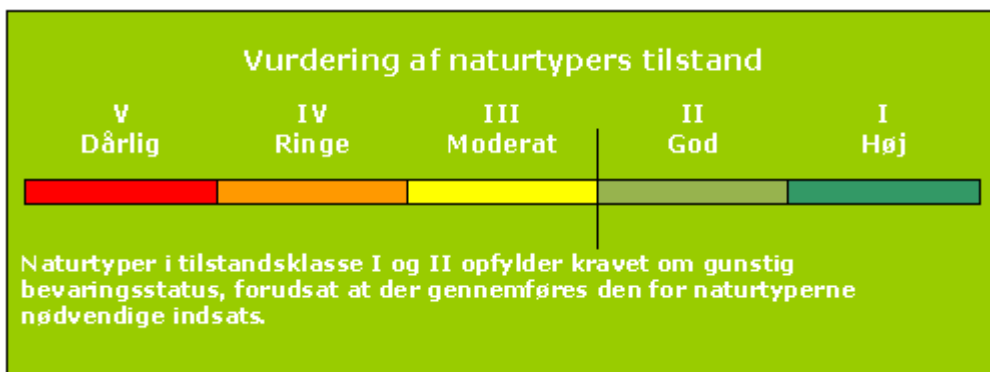 Vurdering af naturtypers tilstand
V IV III II I
Dårlig Ringe Moderat God Høj
Naturtyper i tilstandsklasse I og II opfylder kravet om gunstig
bevaringsstatus, forudsat at der gennemføres den for naturtyperne
nødvendige indsats.